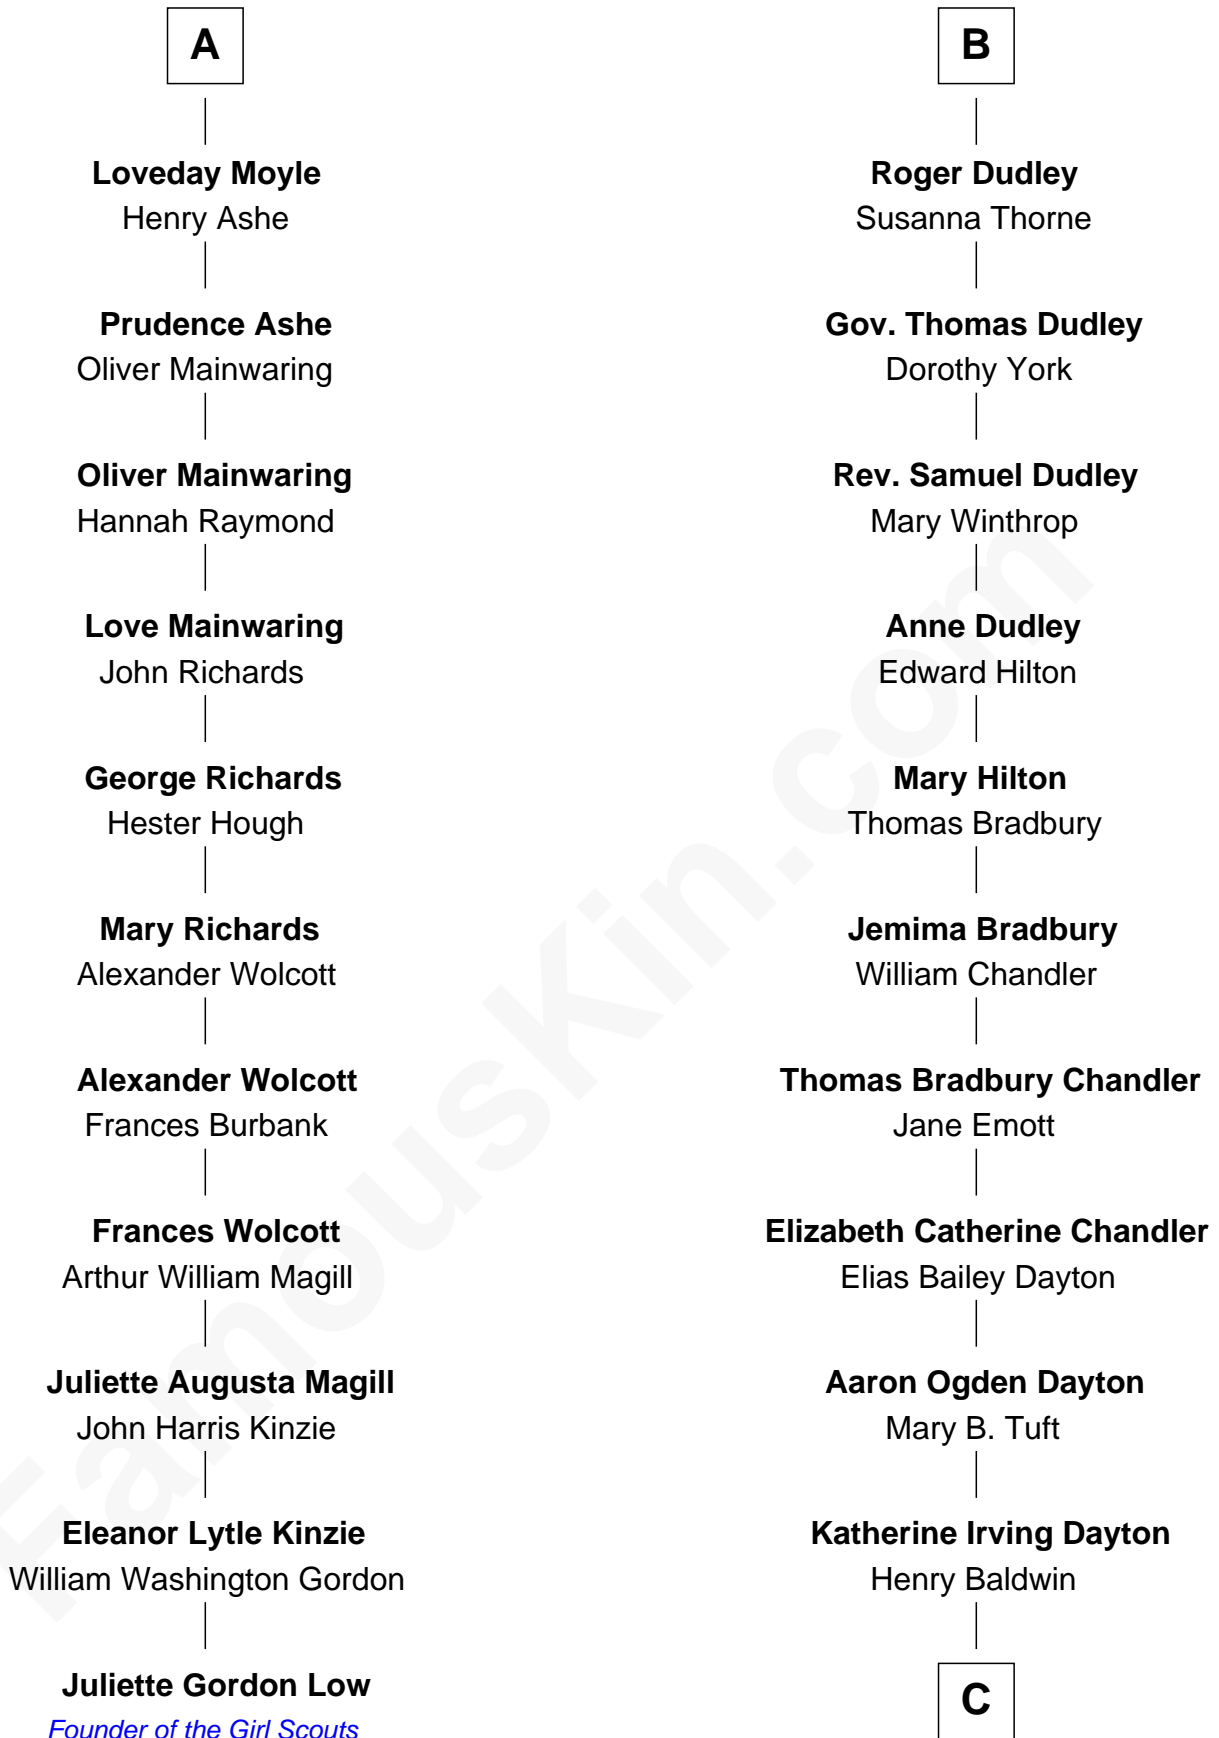 A
Loveday Moyle
Henry Ashe
Prudence Ashe
Oliver Mainwaring
Oliver Mainwaring
Hannah Raymond
Love Mainwaring
John Richards
George Richards
Hester Hough
Mary Richards
Alexander Wolcott
Alexander Wolcott
Frances Burbank
Frances Wolcott
Arthur William Magill
Juliette Augusta Magill
John Harris Kinzie
Eleanor Lytle Kinzie
William Washington Gordon
Juliette Gordon Low
Founder of the Girl Scouts
B
Roger Dudley
Susanna Thorne
Gov. Thomas Dudley
Dorothy York
Rev. Samuel Dudley
Mary Winthrop
Anne Dudley
Edward Hilton
Mary Hilton
Thomas Bradbury
Jemima Bradbury
William Chandler
Thomas Bradbury Chandler
Jane Emott
Elizabeth Catherine Chandler
Elias Bailey Dayton
Aaron Ogden Dayton
Mary B. Tuft
Katherine Irving Dayton
Henry Baldwin
C
FamousKin.com